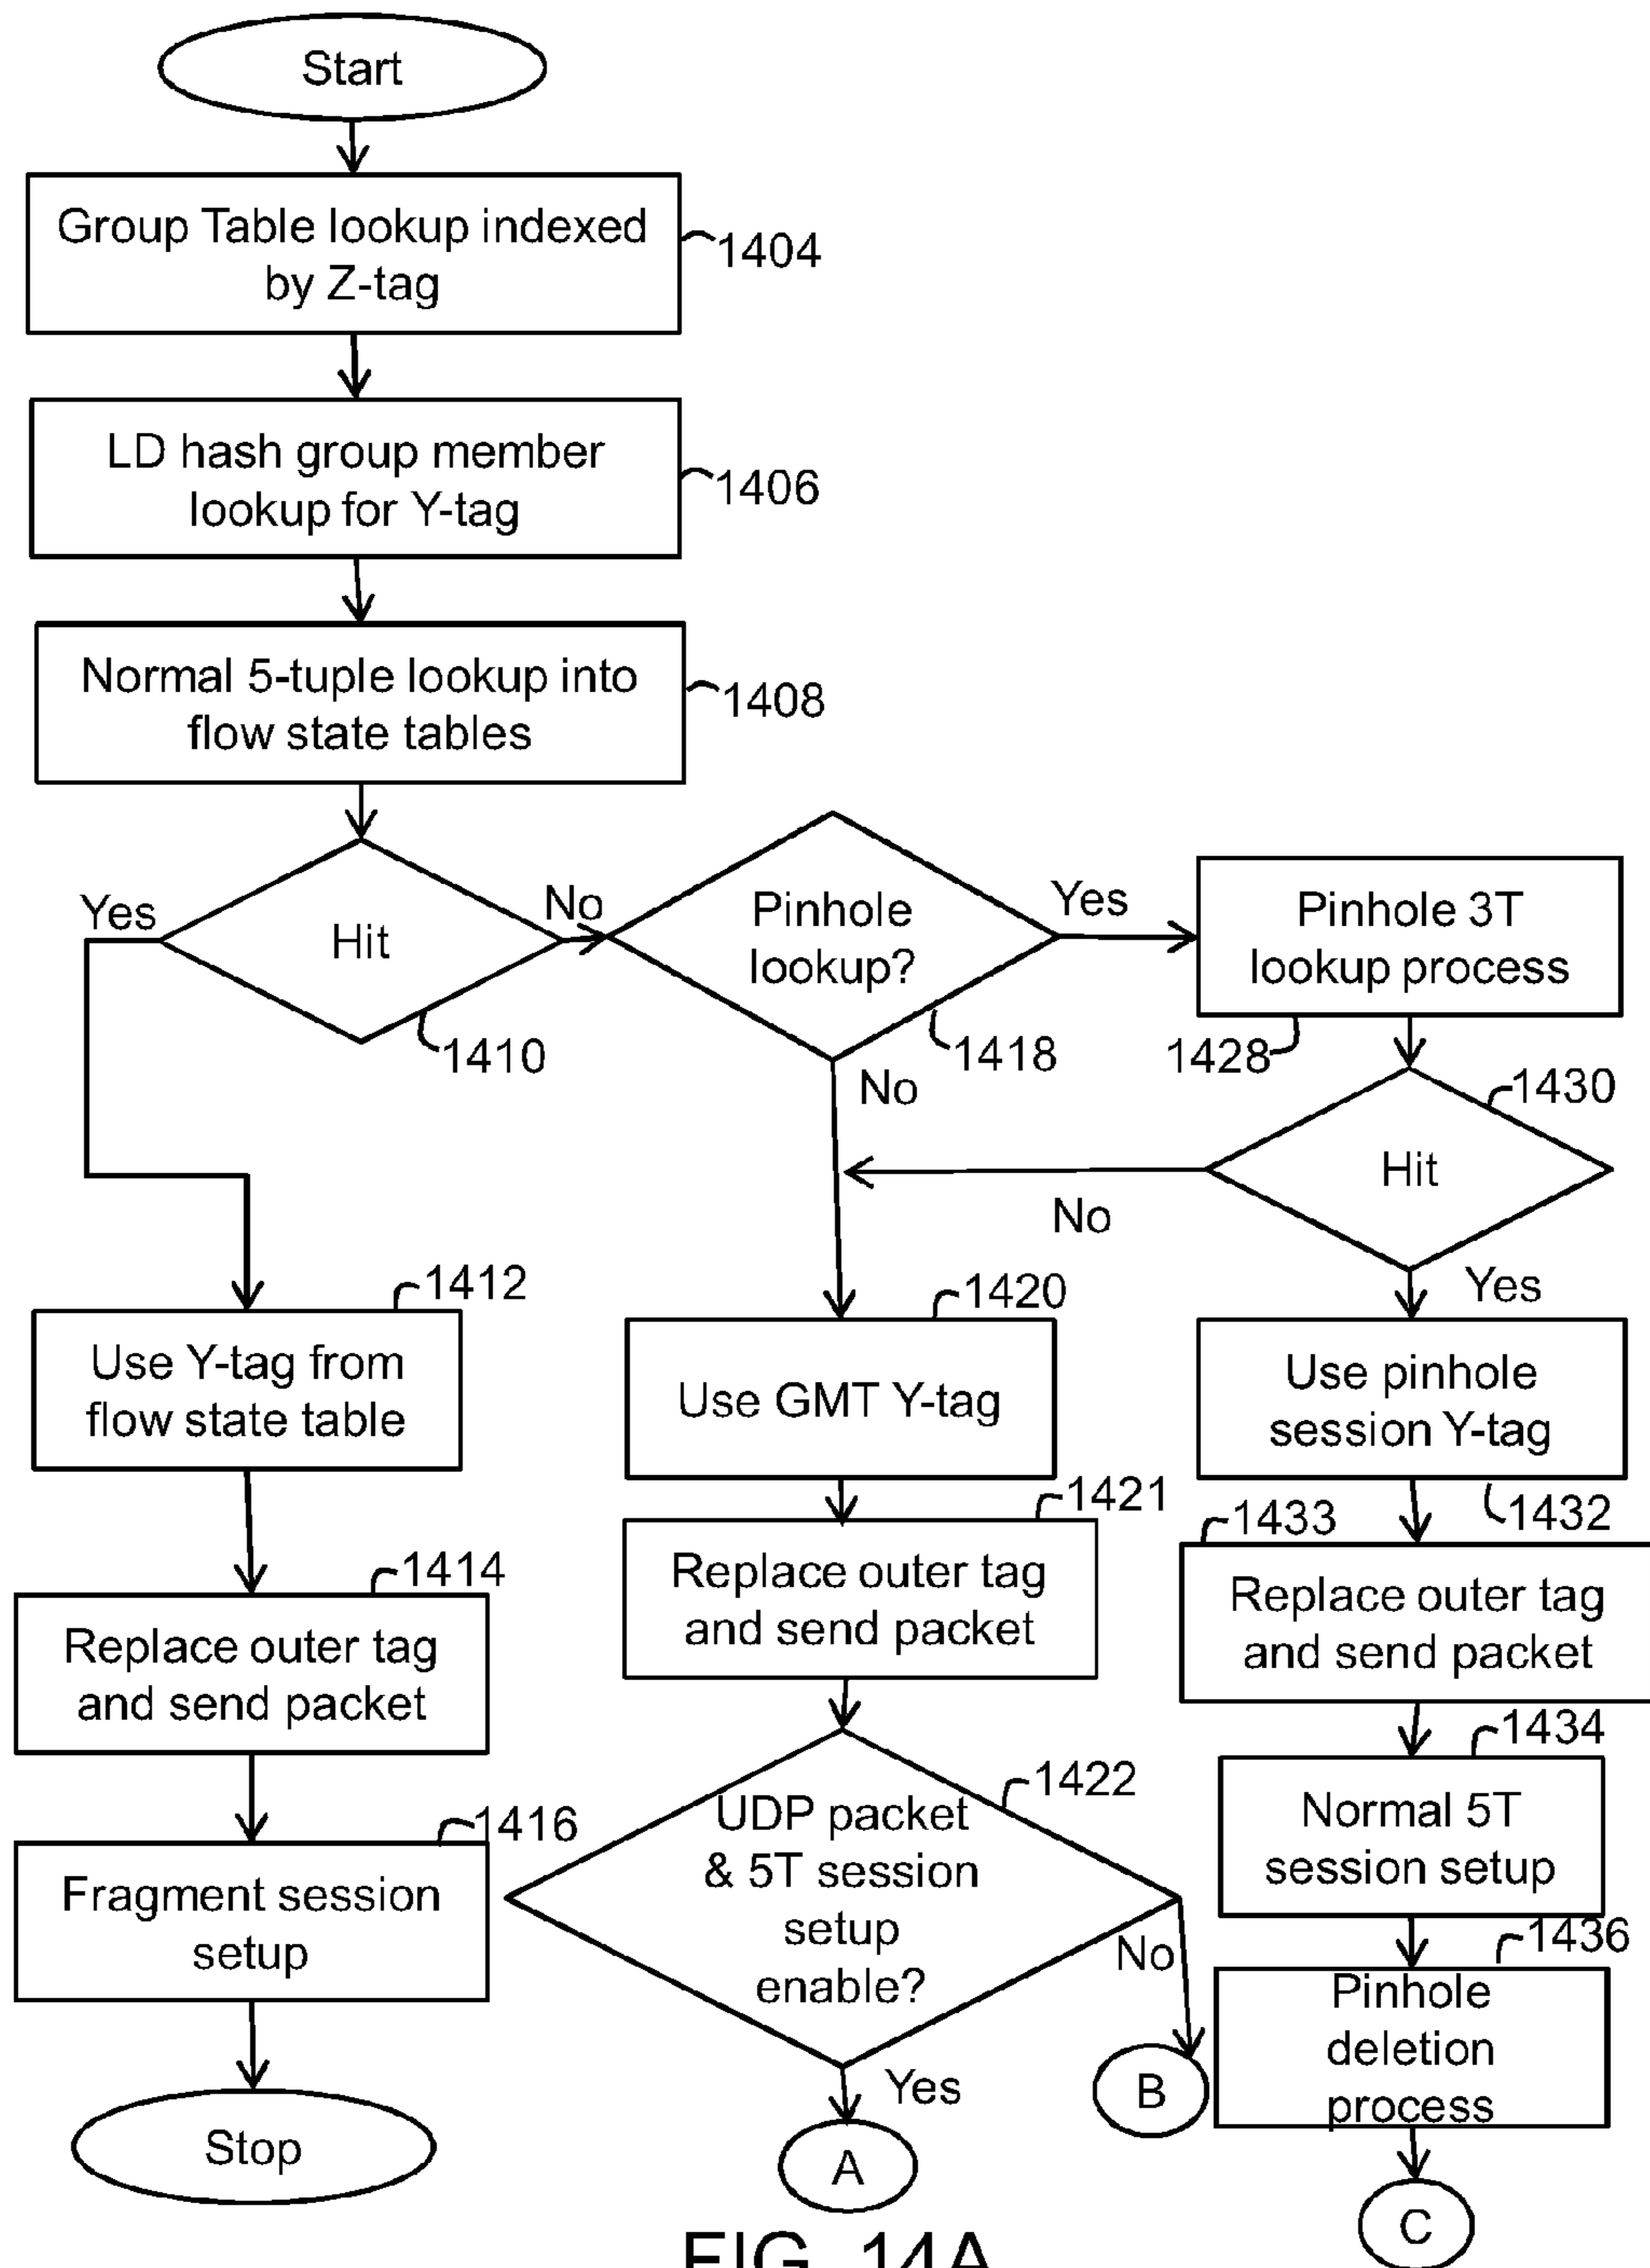 Start
Group Table lookup indexed
by Z-tag
1404
LD hash group member
lookup for Y-tag
1406
Normal 5-tuple lookup into
flow state tables
1408
Yes
Hit
No
1410
Pinhole
lookup?
Yes
1418
No
Pinhole 3T
lookup process
1428
1430
Hit
No
Yes
1412
Use Y-tag from
flow state table
1420
Use GMT Y-tag
Use pinhole
session Y-tag
1432
1414
Replace outer tag
and send packet
1421
Replace outer tag
and send packet
1433
Replace outer tag
and send packet
1416
Fragment session
setup
1422
UDP packet
& 5T session
setup
enable?
No
Yes
1434
Normal 5T
session setup
1436
Pinhole
deletion
process
Stop
A
B
C
FIG. 14A